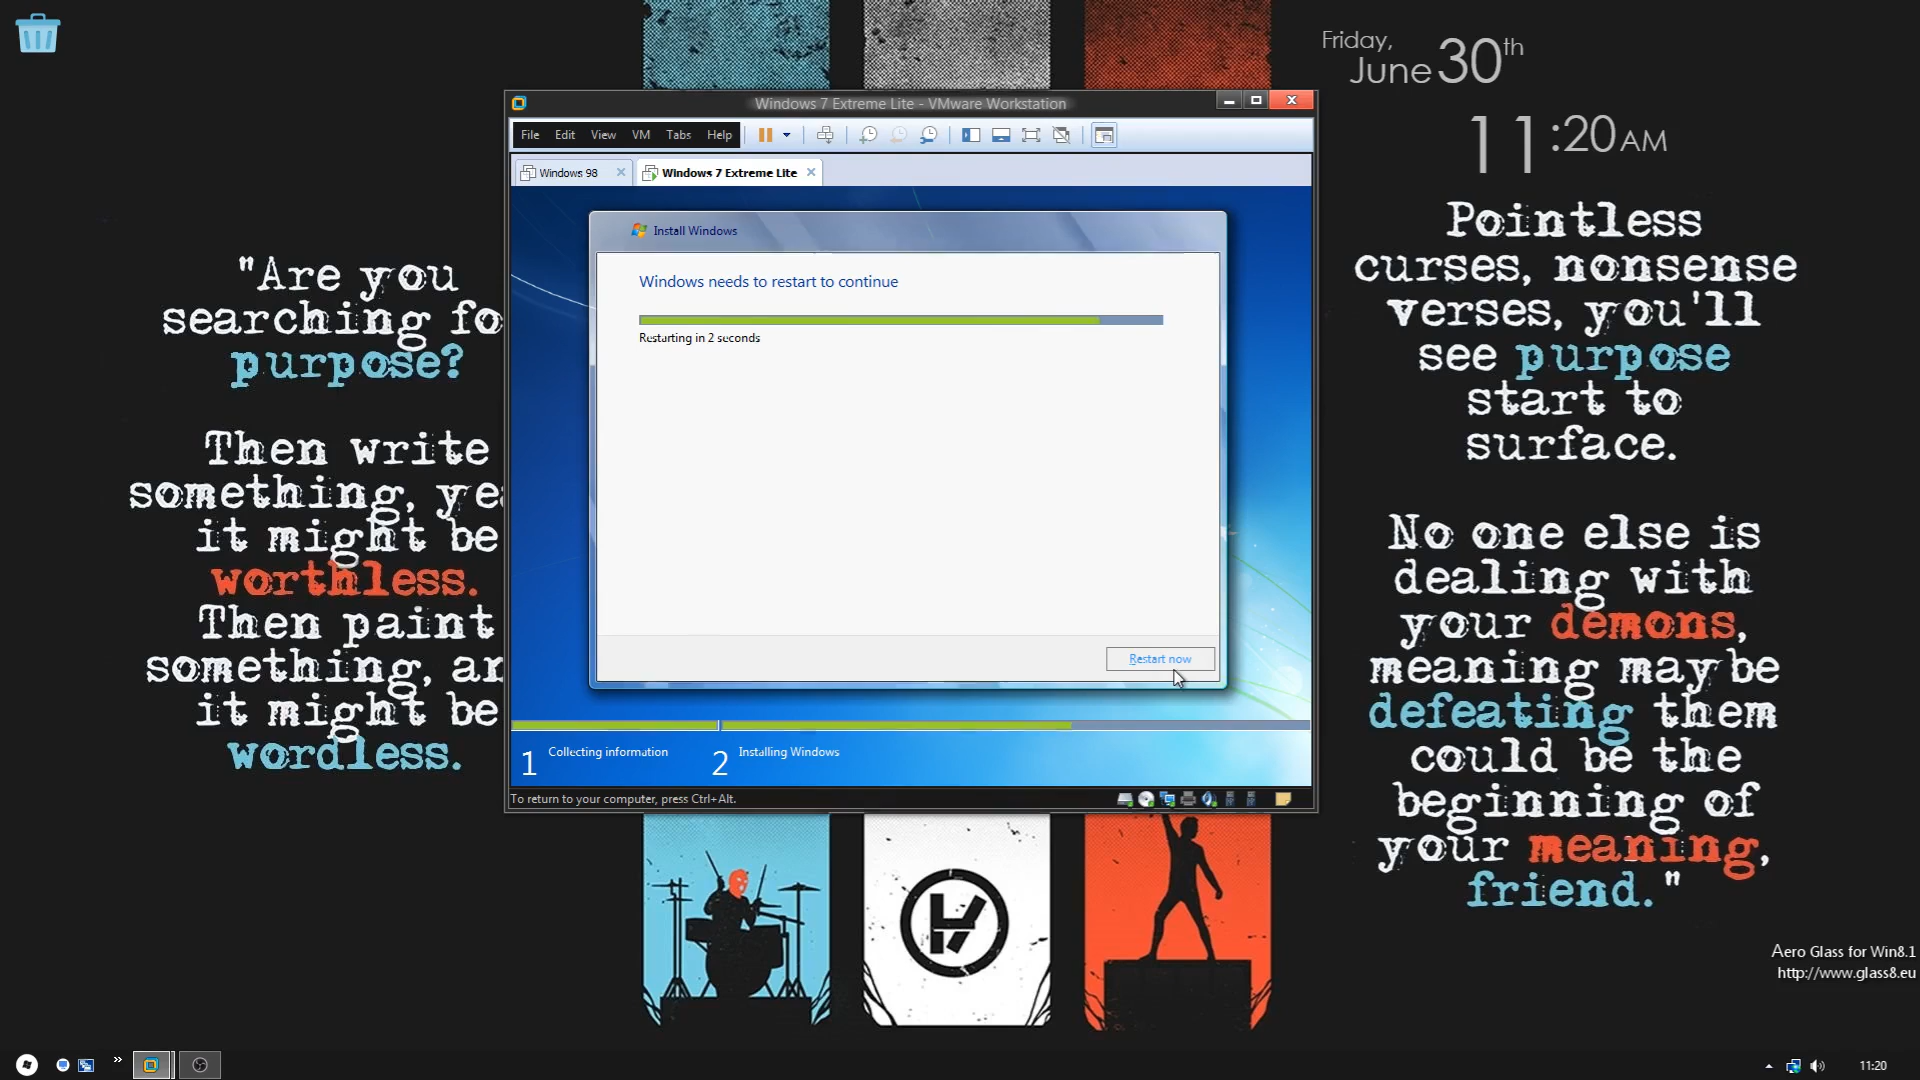 Friday,
June 30th
11:20AM
Windows 7 Extreme Lite - VMware Workstation
File Edit View VM Tabs Help
Windows 98
Windows 7 Extreme Lite
Install Windows
Windows needs to restart to continue
Restarting in 2 seconds
Restart now
1 Collecting information
2 Installing Windows
To return to your computer, press Ctrl+Alt.
"Are you
searching fo
purpose?
Then write
something, yea
it might be
worthless.
Then paint
something, an
it might be
wordless.
Pointless
curses, nonsense
verses, you'll
see purpose
start to
surface.
No one else is
dealing with
your demons,
meaning maybe
defeating them
could be the
beginning of
your meaning,
friend."
Aero Glass for Win8.1
http://www.glass8.eu
11:20